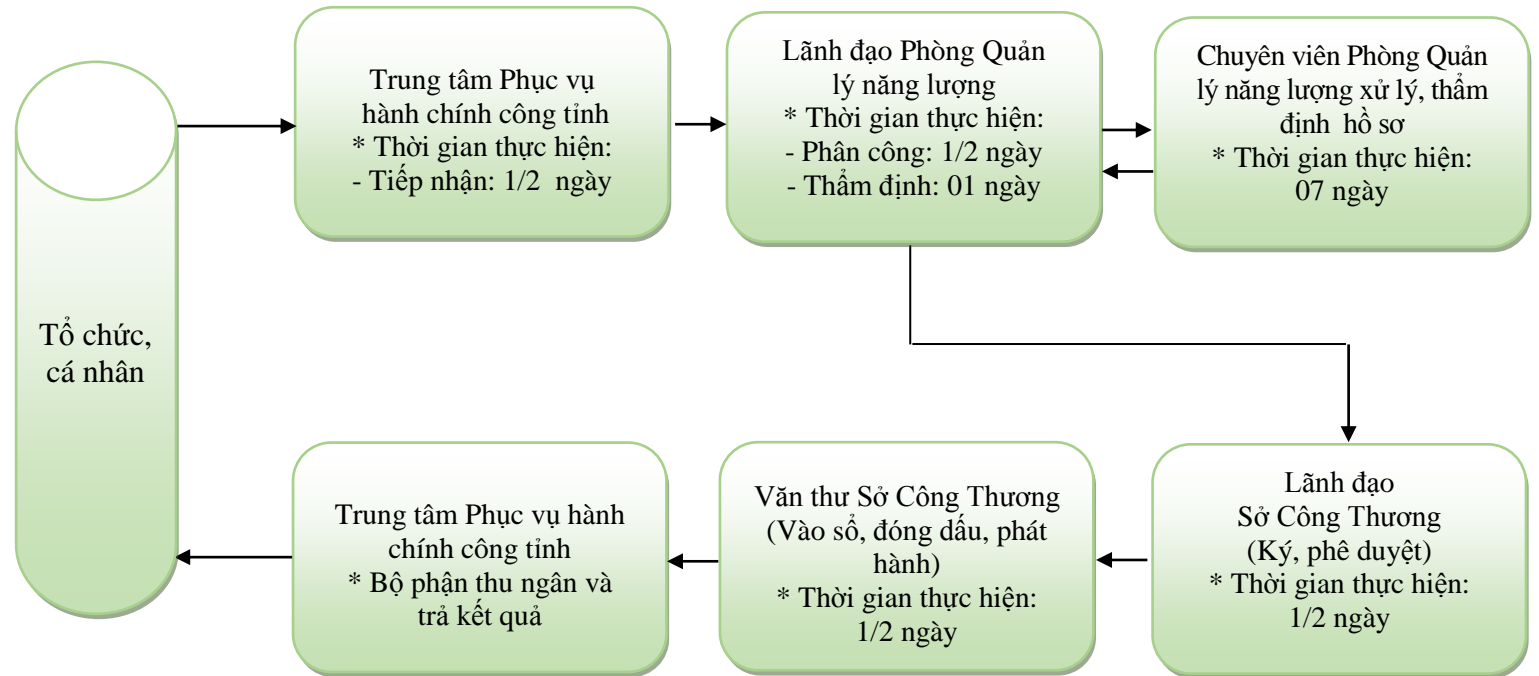 Tổ chức,
cá nhân
Trung tâm Phục vụ
hành chính công tỉnh
* Thời gian thực hiện:
- Tiếp nhận: 1/2 ngày
Lãnh đạo Phòng Quản
lý năng lượng
* Thời gian thực hiện:
- Phân công: 1/2 ngày
- Thẩm định: 01 ngày
Chuyên viên Phòng Quản
lý năng lượng xử lý, thẩm
định hồ sơ
* Thời gian thực hiện:
07 ngày
Lãnh đạo
Sở Công Thương
(Ký, phê duyệt)
* Thời gian thực hiện:
1/2 ngày
Văn thư Sở Công Thương
(Vào sổ, đóng dấu, phát
hành)
* Thời gian thực hiện:
1/2 ngày
Trung tâm Phục vụ hành
chính công tỉnh
* Bộ phận thu ngân và
trả kết quả